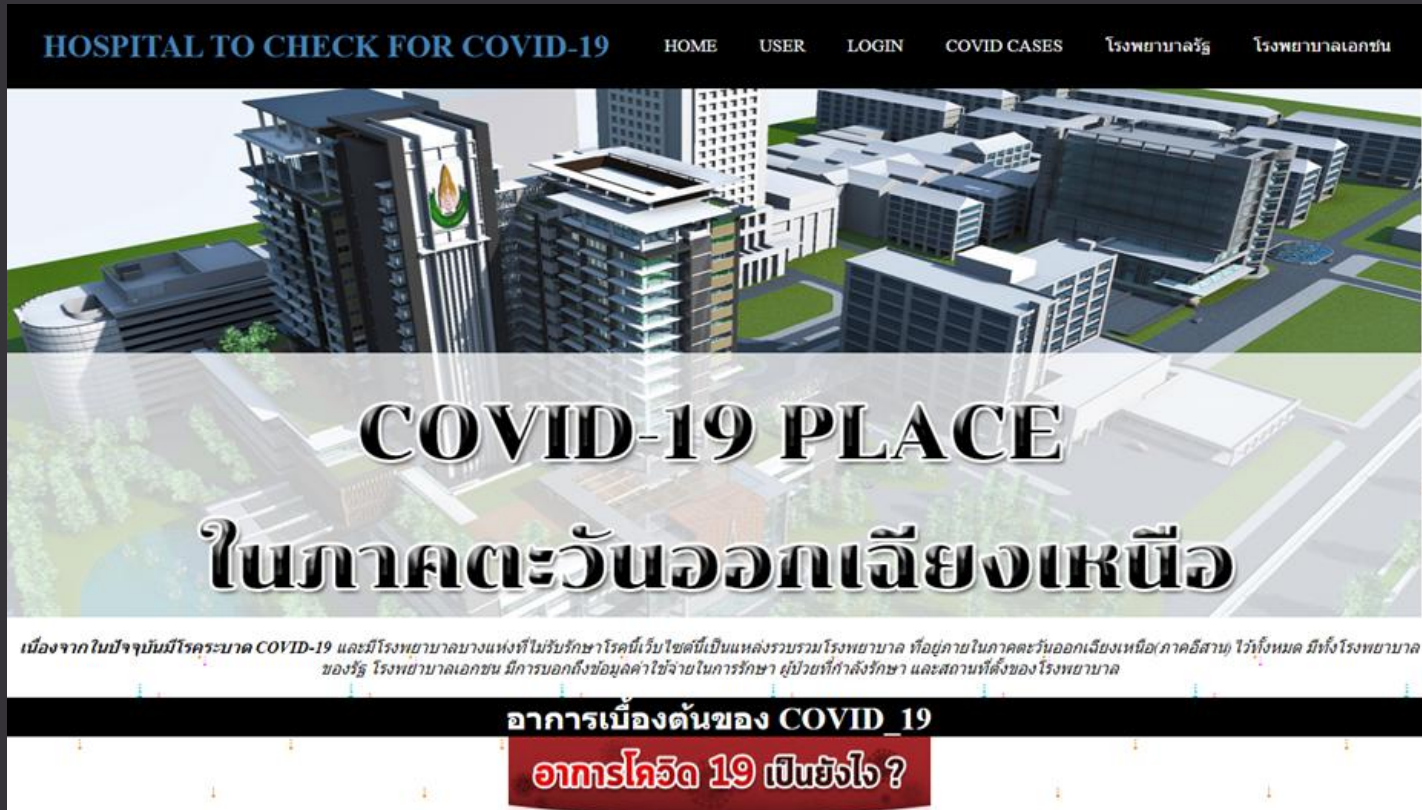 HOSPITAL TO CHECK FOR COVID-19 HOME USER LOGIN COVID CASES โรงพยาบาลรัฐ โรงพยาบาลเอกชน
COVID-19 PLACE
ในภาคตะวันออกเฉียงเหนือ
เนื่องจากในปัจจุบันมีโรคระบาด COVID-19 และมีโรงพยาบาลบางแห่งที่ไม่รับรักษาโรคนี้เว็บไซต์นี้เป็นแหล่งรวบรวมโรงพยาบาล ที่อยู่ภายในภาคตะวันออกเฉียงเหนือ(ภาคอีสาน) ไว้ทั้งหมด มีทั้งโรงพยาบาล
ของรัฐ โรงพยาบาลเอกชน มีการบอกถึงข้อมูลค่าใช้จ่ายในการรักษา ผู้ป่วยที่กำลังรักษา และสถานที่ตั้งของโรงพยาบาล
อาการเบื้องต้นของ COVID_19
อาการโควิด 19 เป็นยังไง ?